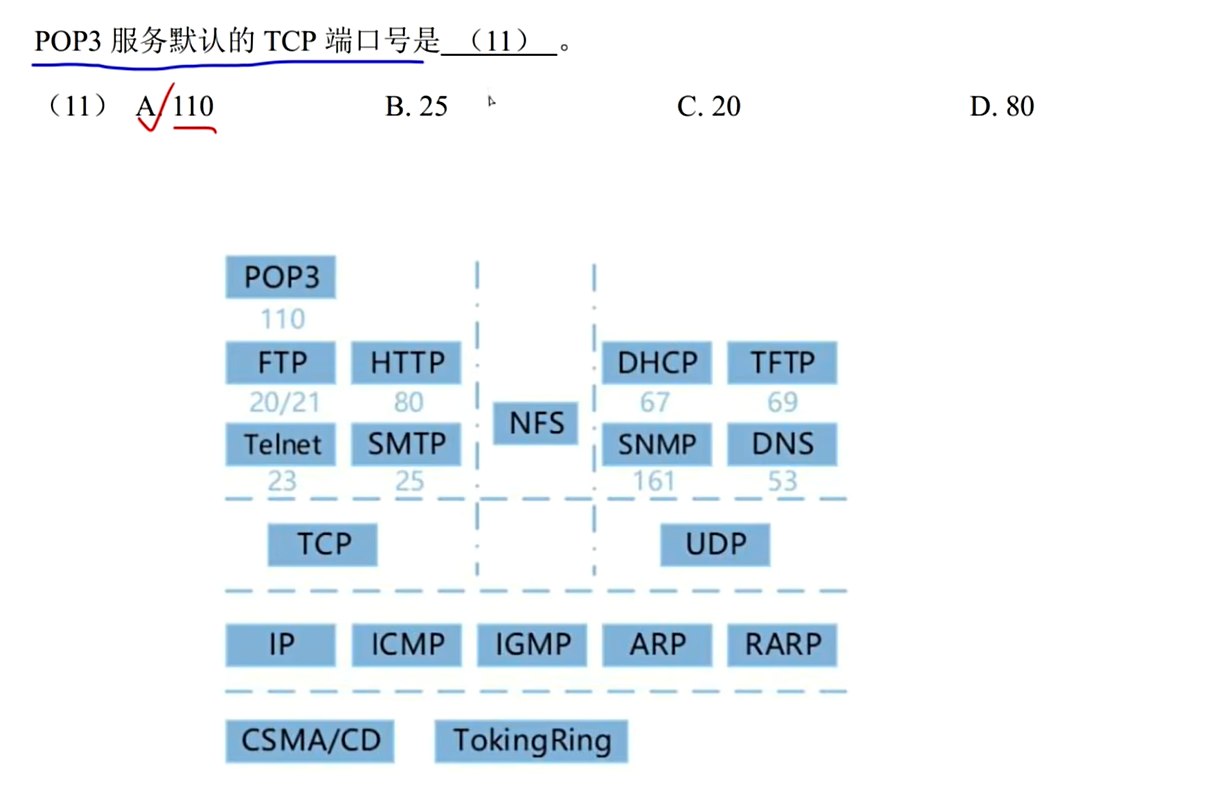 POP3 服务默认的 TCP 端口号是 （11） 。
（11） A. 110 B. 25 C. 20 D. 80
POP3
110
FTP HTTP DHCP TFTP
20/21 80 67 69
NFS
Telnet SMTP SNMP DNS
23 25 161 53
TCP UDP
IP ICMP IGMP ARP RARP
CSMA/CD TokingRing